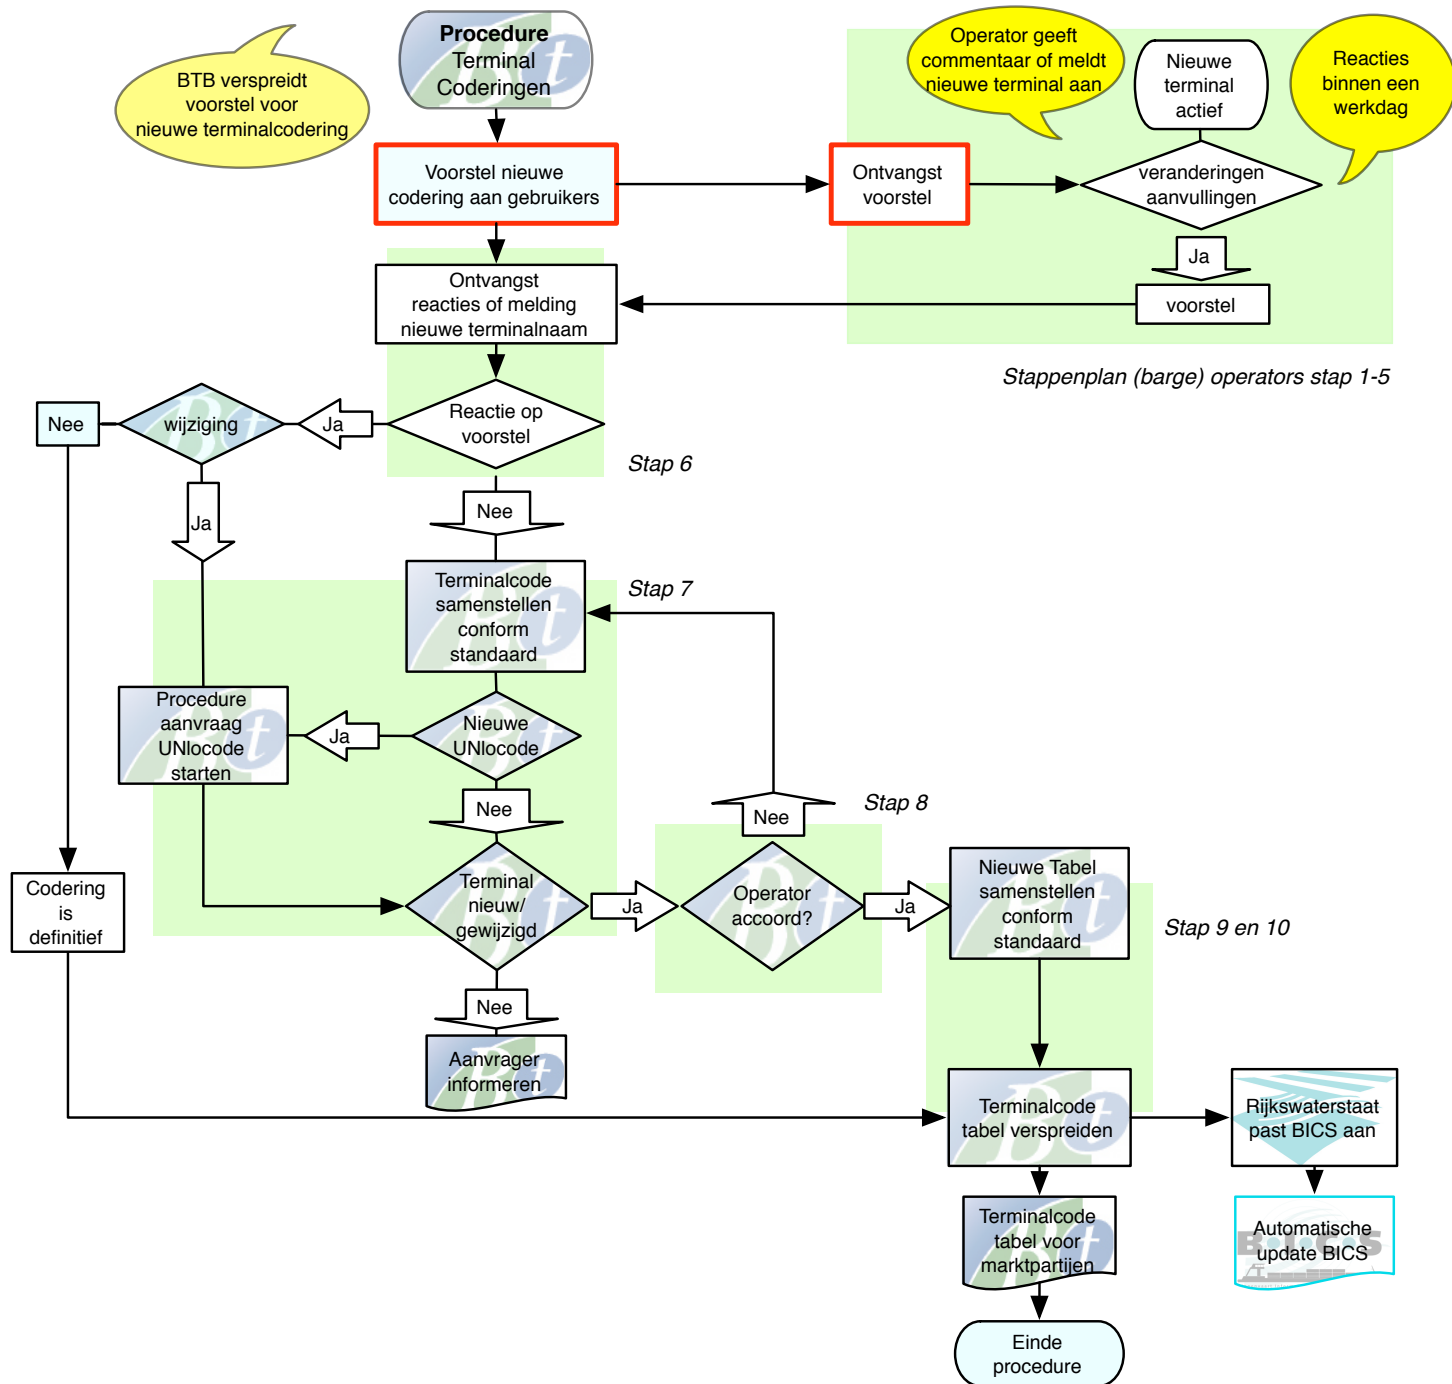 Procedure
Terminal
Coderingen
BTB verspreidt
voorstel voor
nieuwe terminalcodering
Operator geeft
commentaar of meldt
nieuwe terminal aan
Nieuwe
terminal
actief
Reacties
binnen een
werkdag
Voorstel nieuwe
codering aan gebruikers
Ontvangst
voorstel
veranderingen
aanvullingen
Ja
voorstel
Ontvangst
reacties of melding
nieuwe terminalnaam
Stappenplan (barge) operators stap 1-5
Nee
wijziging
Ja
Reactie op
voorstel
Stap 6
Ja
Nee
Terminalcode
samenstellen
conform
standaard
Stap 7
Procedure
aanvraag
UNlocode
starten
Ja
Nieuwe
UNlocode
Nee
Nee
Stap 8
Codering
is
definitief
Terminal
nieuw/
gewijzigd
Ja
Operator
accoord?
Ja
Nieuwe Tabel
samenstellen
conform
standaard
Stap 9 en 10
Nee
Aanvrager
informeren
Terminalcode
tabel verspreiden
Rijkswaterstaat
past BICS aan
Terminalcode
tabel voor
marktpartijen
Automatische
update BICS
B·I·C·S
Einde
procedure